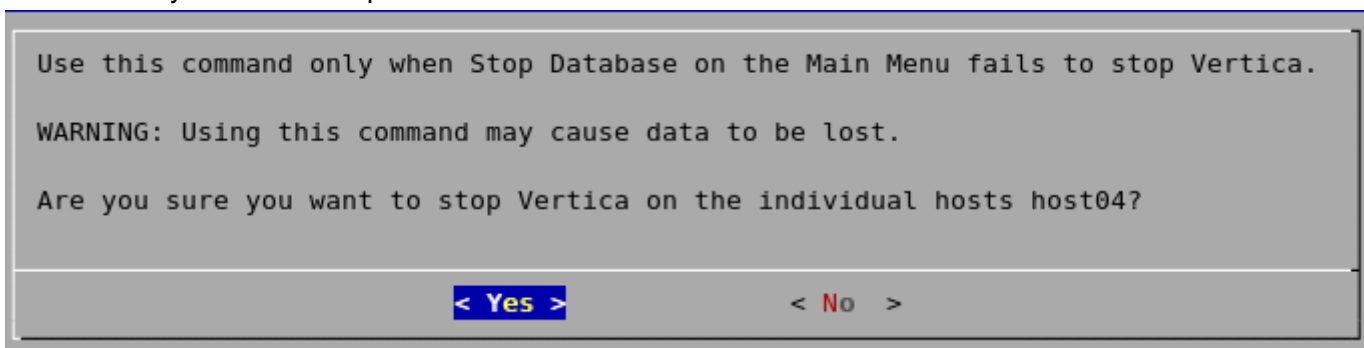 Use this command only when Stop Database on the Main Menu fails to stop Vertica.
WARNING: Using this command may cause data to be lost.
Are you sure you want to stop Vertica on the individual hosts host04?
< Yes > < No >